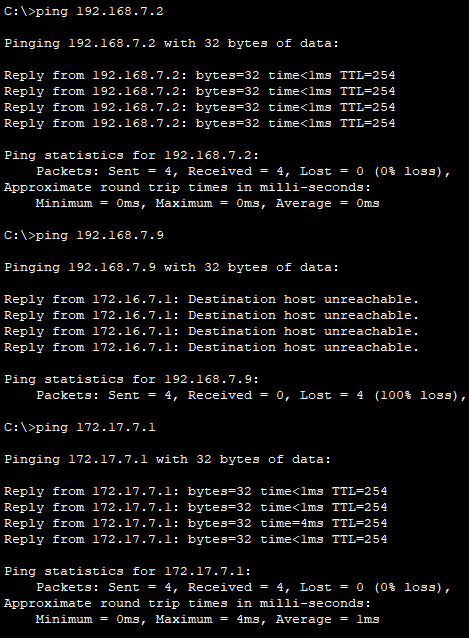 C:\>ping 192.168.7.2
Pinging 192.168.7.2 with 32 bytes of data:
Reply from 192.168.7.2: bytes=32 time<1ms TTL=254
Reply from 192.168.7.2: bytes=32 time<1ms TTL=254
Reply from 192.168.7.2: bytes=32 time<1ms TTL=254
Reply from 192.168.7.2: bytes=32 time<1ms TTL=254
Ping statistics for 192.168.7.2:
    Packets: Sent = 4, Received = 4, Lost = 0 (0% loss),
Approximate round trip times in milli-seconds:
    Minimum = 0ms, Maximum = 0ms, Average = 0ms
C:\>ping 192.168.7.9
Pinging 192.168.7.9 with 32 bytes of data:
Reply from 172.16.7.1: Destination host unreachable.
Reply from 172.16.7.1: Destination host unreachable.
Reply from 172.16.7.1: Destination host unreachable.
Reply from 172.16.7.1: Destination host unreachable.
Ping statistics for 192.168.7.9:
    Packets: Sent = 4, Received = 0, Lost = 4 (100% loss),
C:\>ping 172.17.7.1
Pinging 172.17.7.1 with 32 bytes of data:
Reply from 172.17.7.1: bytes=32 time<1ms TTL=254
Reply from 172.17.7.1: bytes=32 time<1ms TTL=254
Reply from 172.17.7.1: bytes=32 time=4ms TTL=254
Reply from 172.17.7.1: bytes=32 time<1ms TTL=254
Ping statistics for 172.17.7.1:
    Packets: Sent = 4, Received = 4, Lost = 0 (0% loss),
Approximate round trip times in milli-seconds:
    Minimum = 0ms, Maximum = 4ms, Average = 1ms